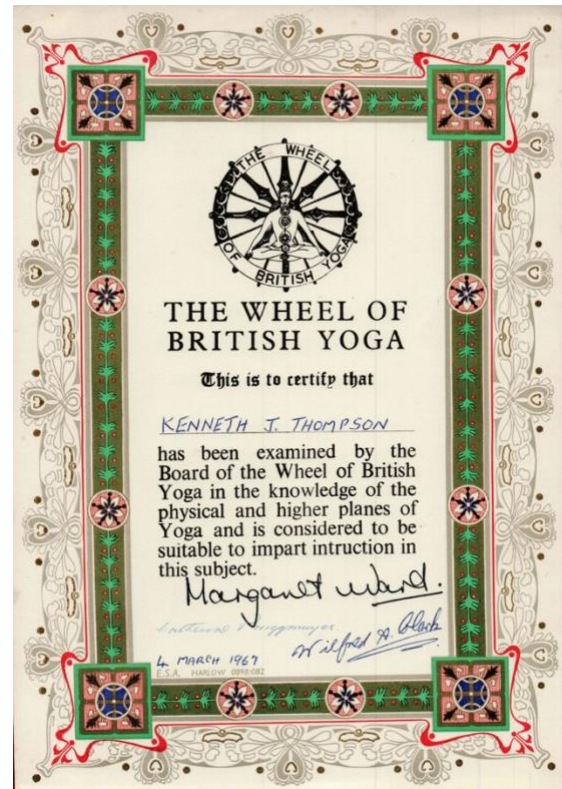 THE WHEEL
OF BRITISH YOGA
THE WHEEL OF
BRITISH YOGA
This is to certify that
KENNETH J. THOMPSON
has been examined by the
Board of the Wheel of British
Yoga in the knowledge of the
physical and higher planes of
Yoga and is considered to be
suitable to impart intruction in
this subject.
Margaret Ward.
Wilfred A. Clark
4 MARCH 1967
E.S.A. HARLOW 0898/082